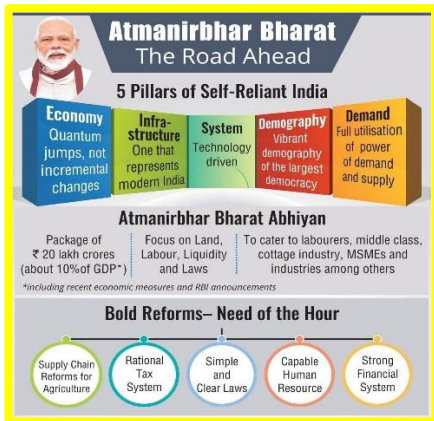 Atmanirbhar Bharat
The Road Ahead
5 Pillars of Self-Reliant India
Economy
Quantum
jumps, not
incremental
changes
Infra-
structure
One that
represents
modern India
System
Technology
driven
Demography
Vibrant
demography
of the largest
democracy
Demand
Full utilisation
of power
of demand
and supply
Atmanirbhar Bharat Abhiyan
Package of
₹ 20 lakh crores
(about 10%of GDP*)
Focus on Land,
Labour, Liquidity
and Laws
To cater to labourers, middle class,
cottage industry, MSMEs and
industries among others
*including recent economic measures and RBI announcements
Bold Reforms– Need of the Hour
Supply Chain
Reforms for
Agriculture
Rational
Tax
System
Simple
and
Clear Laws
Capable
Human
Resource
Strong
Financial
System